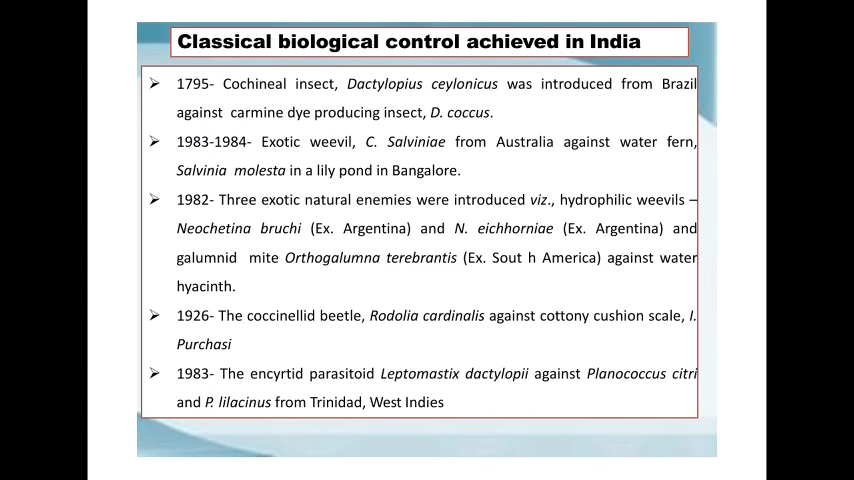 Classical biological control achieved in India
➢ 1795- Cochineal insect, Dactylopius ceylonicus was introduced from Brazil
against carmine dye producing insect, D. coccus.
➢ 1983-1984- Exotic weevil, C. Salviniae from Australia against water fern,
Salvinia molesta in a lily pond in Bangalore.
➢ 1982- Three exotic natural enemies were introduced viz., hydrophilic weevils –
Neochetina bruchi (Ex. Argentina) and N. eichhorniae (Ex. Argentina) and
galumnid mite Orthogalumna terebrantis (Ex. Sout h America) against water
hyacinth.
➢ 1926- The coccinellid beetle, Rodolia cardinalis against cottony cushion scale, I.
Purchasi
➢ 1983- The encyrtid parasitoid Leptomastix dactylopii against Planococcus citri
and P. lilacinus from Trinidad, West Indies